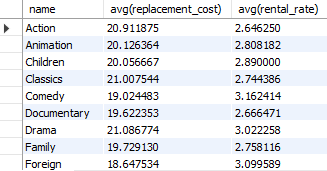 name avg(replacement_cost) avg(rental_rate)
Action 20.911875 2.646250
Animation 20.126364 2.808182
Children 20.056667 2.890000
Classics 21.007544 2.744386
Comedy 19.024483 3.162414
Documentary 19.622353 2.666471
Drama 21.086774 3.022258
Family 19.729130 2.758116
Foreign 18.647534 3.099589